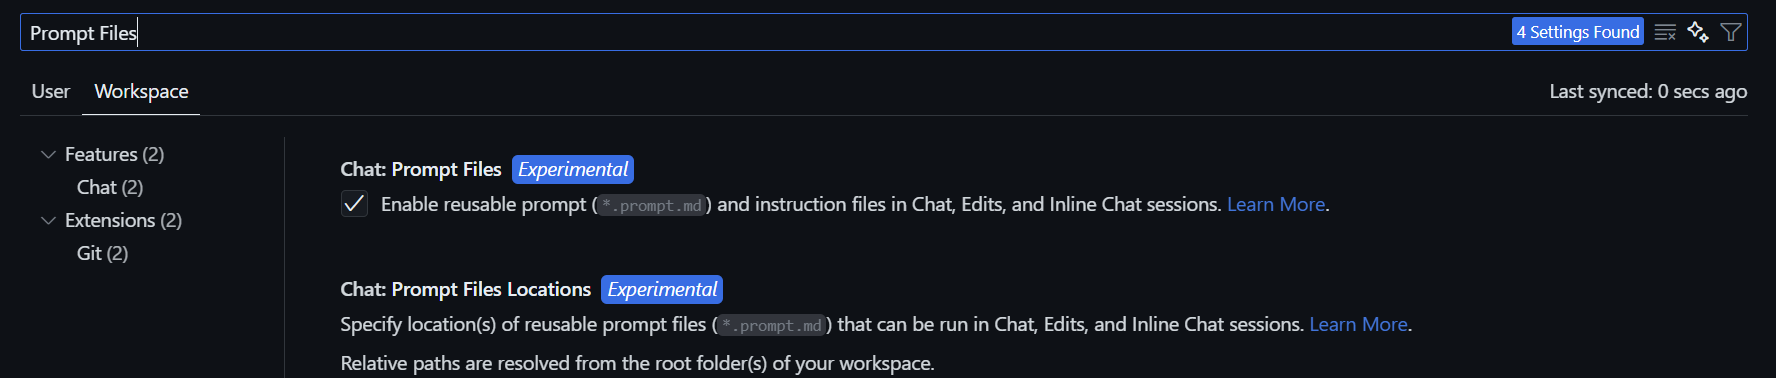 Prompt Files
4 Settings Found
User
Workspace
Last synced: 0 secs ago
Features (2)
Chat (2)
Extensions (2)
Git (2)
Chat: Prompt Files Experimental
Enable reusable prompt (*.prompt.md) and instruction files in Chat, Edits, and Inline Chat sessions. Learn More.
Chat: Prompt Files Locations Experimental
Specify location(s) of reusable prompt files (*.prompt.md) that can be run in Chat, Edits, and Inline Chat sessions. Learn More.
Relative paths are resolved from the root folder(s) of your workspace.